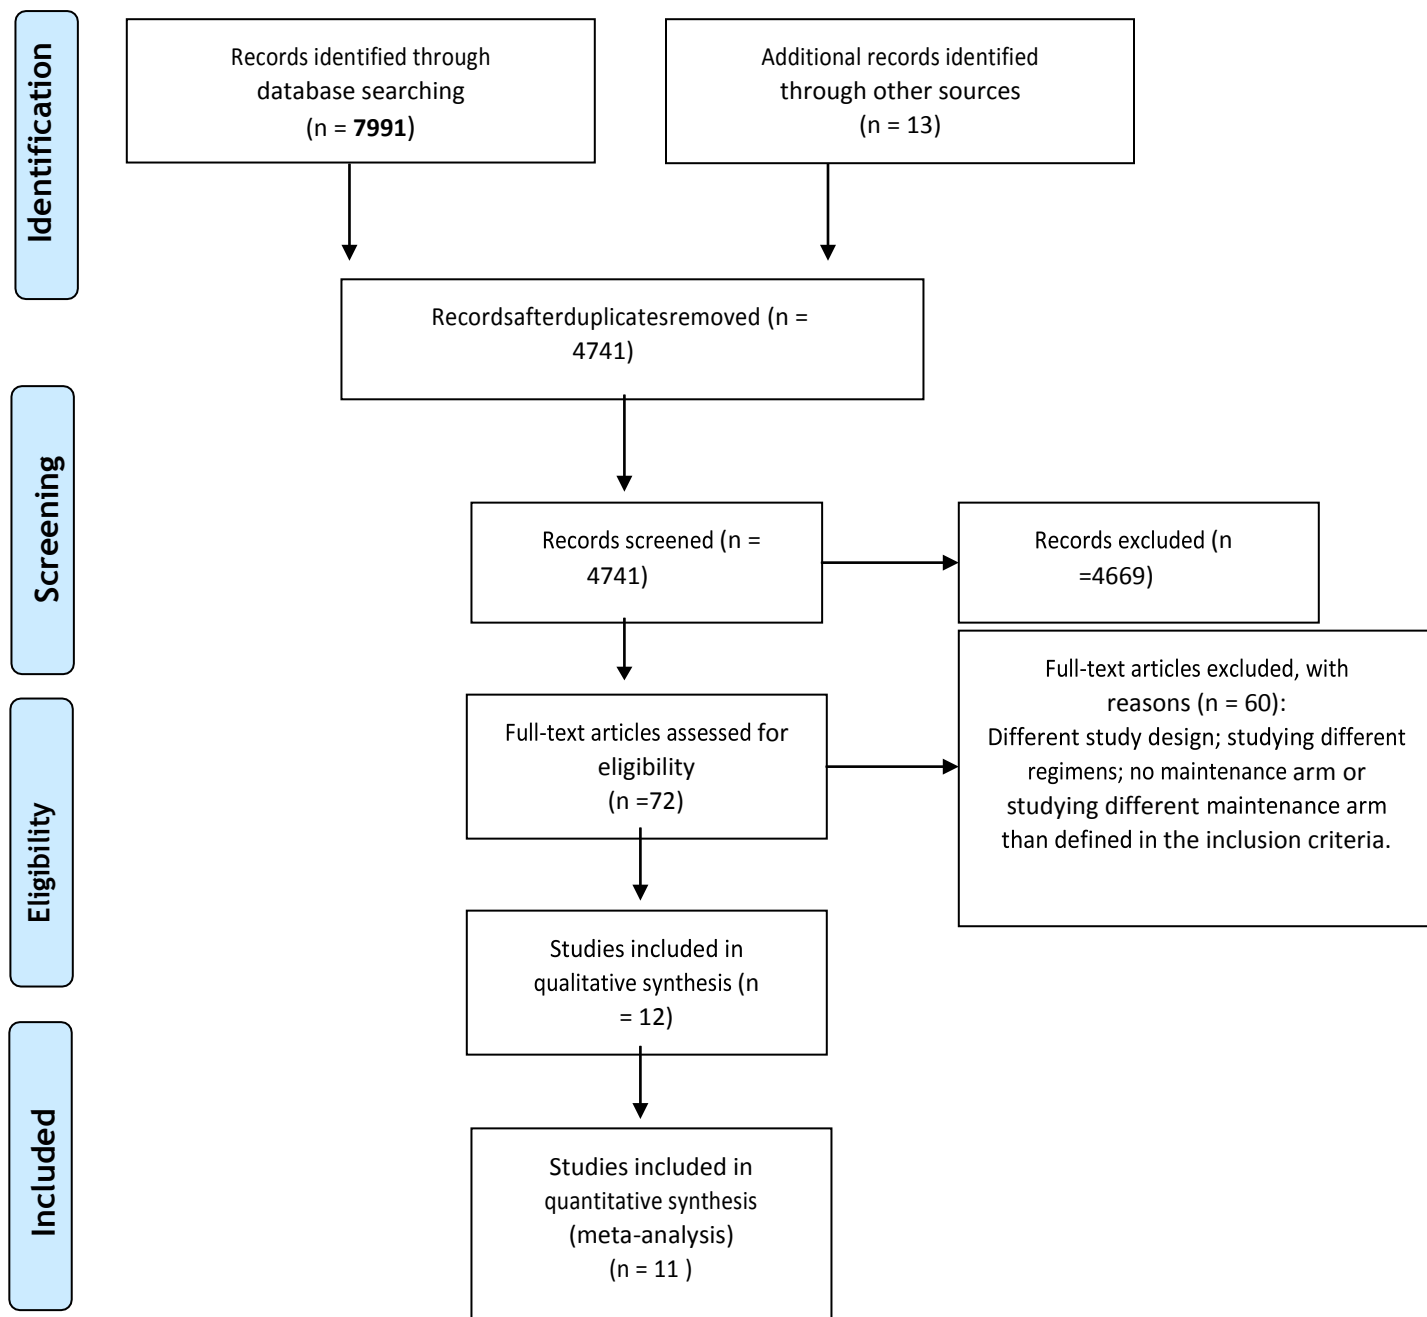 Identification
Records identified through
database searching
(n = 7991)
Additional records identified
through other sources
(n = 13)
Recordsafterduplicatesremoved (n =
4741)
Screening
Records screened (n =
4741)
Records excluded (n
=4669)
Eligibility
Full-text articles assessed for
eligibility
(n =72)
Full-text articles excluded, with
reasons (n = 60):
Different study design; studying different
regimens; no maintenance arm or
studying different maintenance arm
than defined in the inclusion criteria.
Studies included in
qualitative synthesis (n
= 12)
Included
Studies included in
quantitative synthesis
(meta-analysis)
(n = 11 )